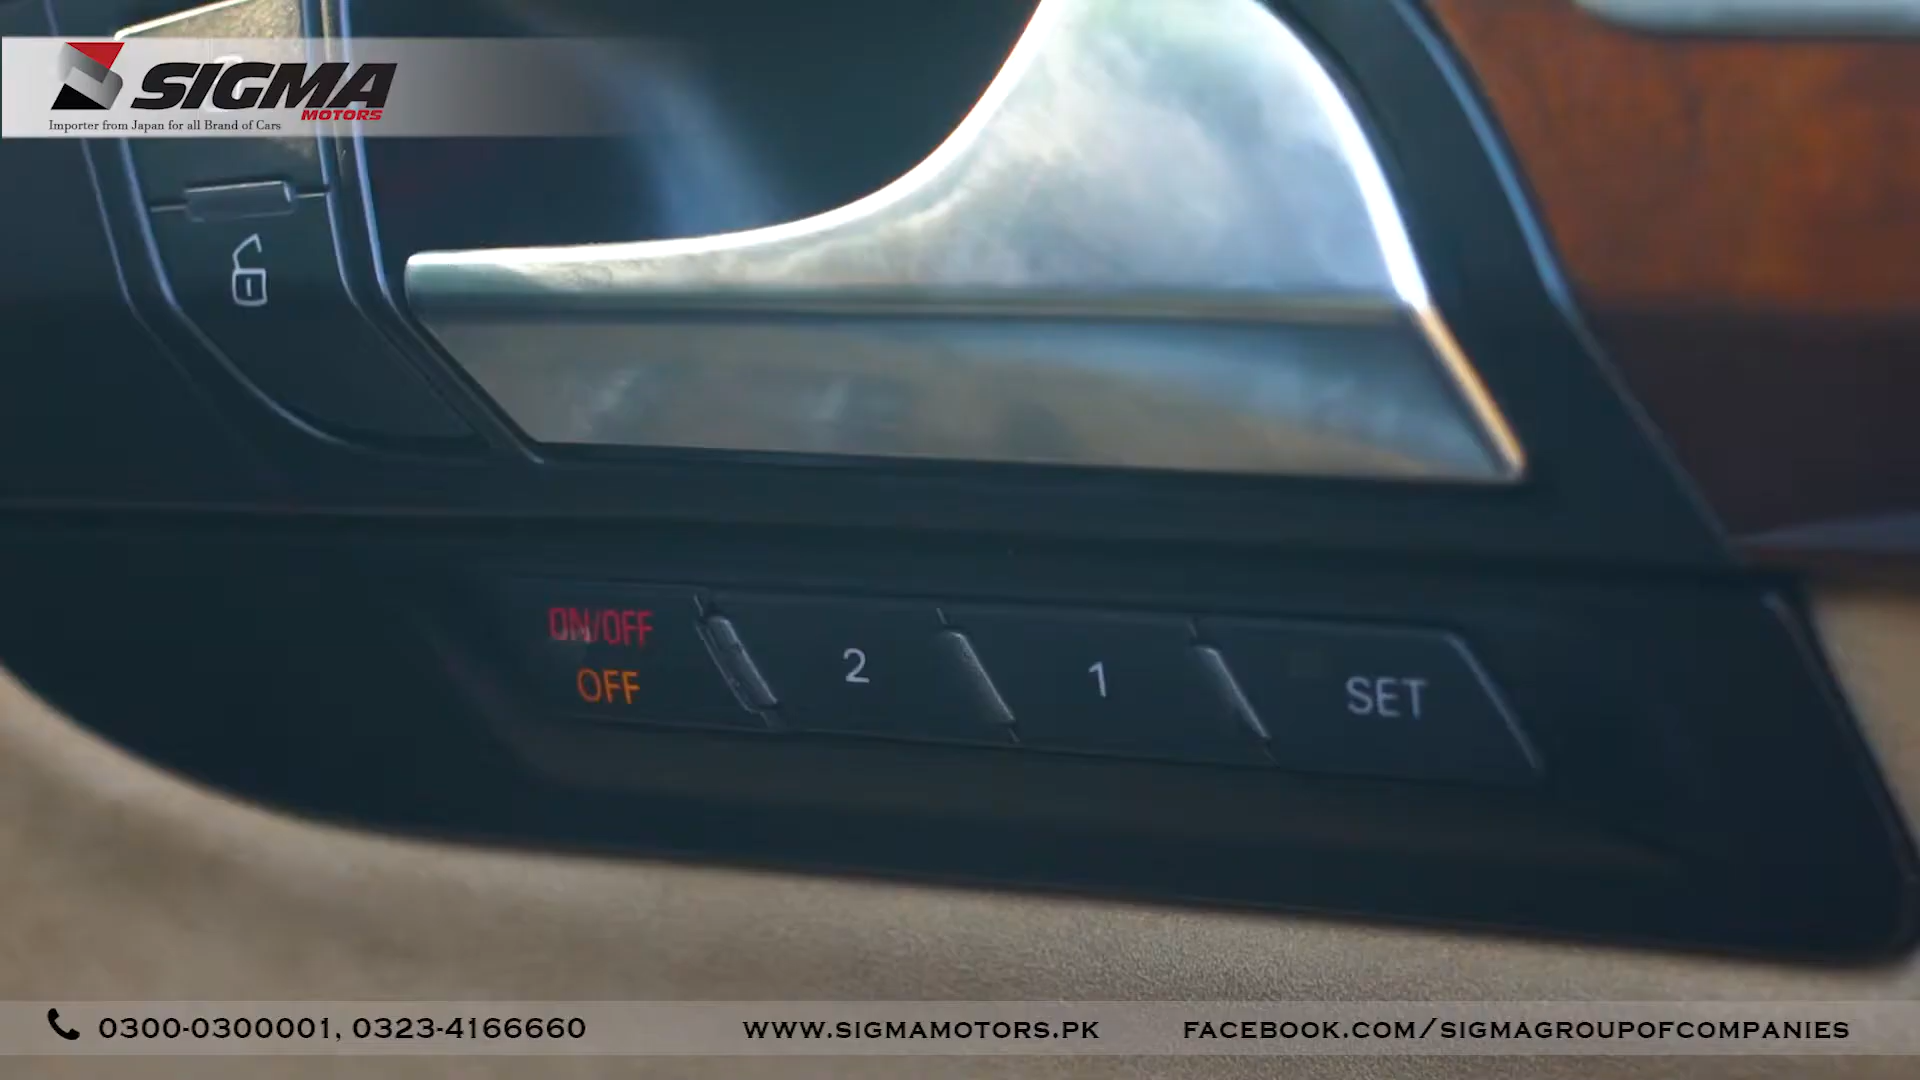 SIGMA
MOTORS
Importer from Japan for all Brand of Cars
ON/OFF
OFF
2
1
SET
0300-0300001, 0323-4166660
WWW.SIGMAMOTORS.PK
FACEBOOK.COM/SIGMAGROUPOFCOMPANIES